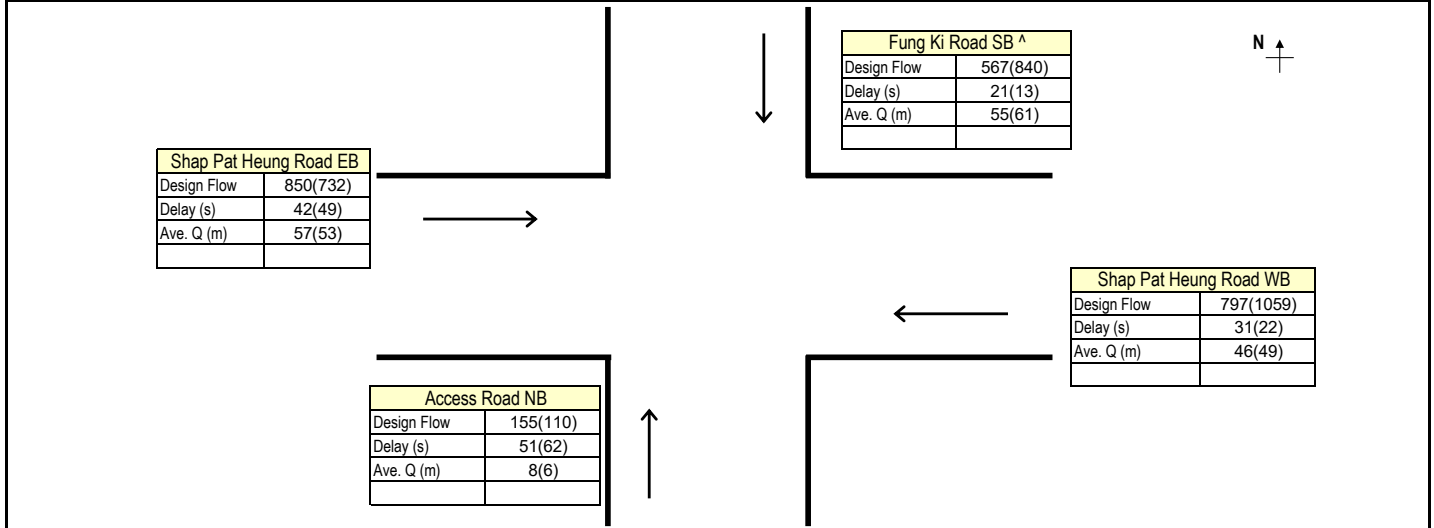 Fung Ki Road SB ^
Design Flow 567(840)
Delay (s) 21(13)
Ave. Q (m) 55(61)
N
Shap Pat Heung Road EB
Design Flow 850(732)
Delay (s) 42(49)
Ave. Q (m) 57(53)
Shap Pat Heung Road WB
Design Flow 797(1059)
Delay (s) 31(22)
Ave. Q (m) 46(49)
Access Road NB
Design Flow 155(110)
Delay (s) 51(62)
Ave. Q (m) 8(6)